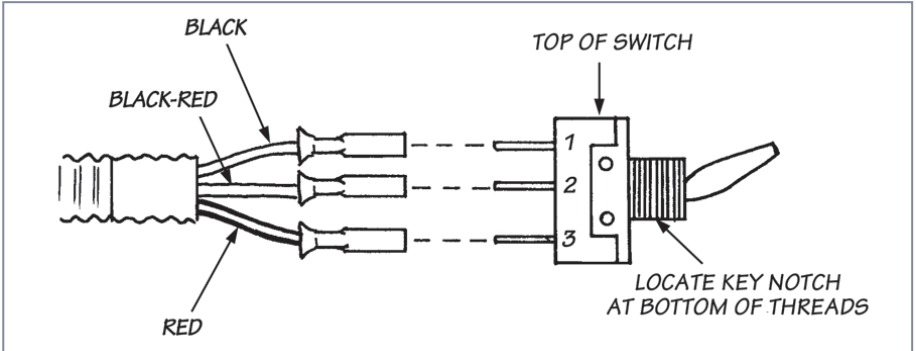 BLACK
TOP OF SWITCH
BLACK-RED
1
2
3
LOCATE KEY NOTCH
AT BOTTOM OF THREADS
RED